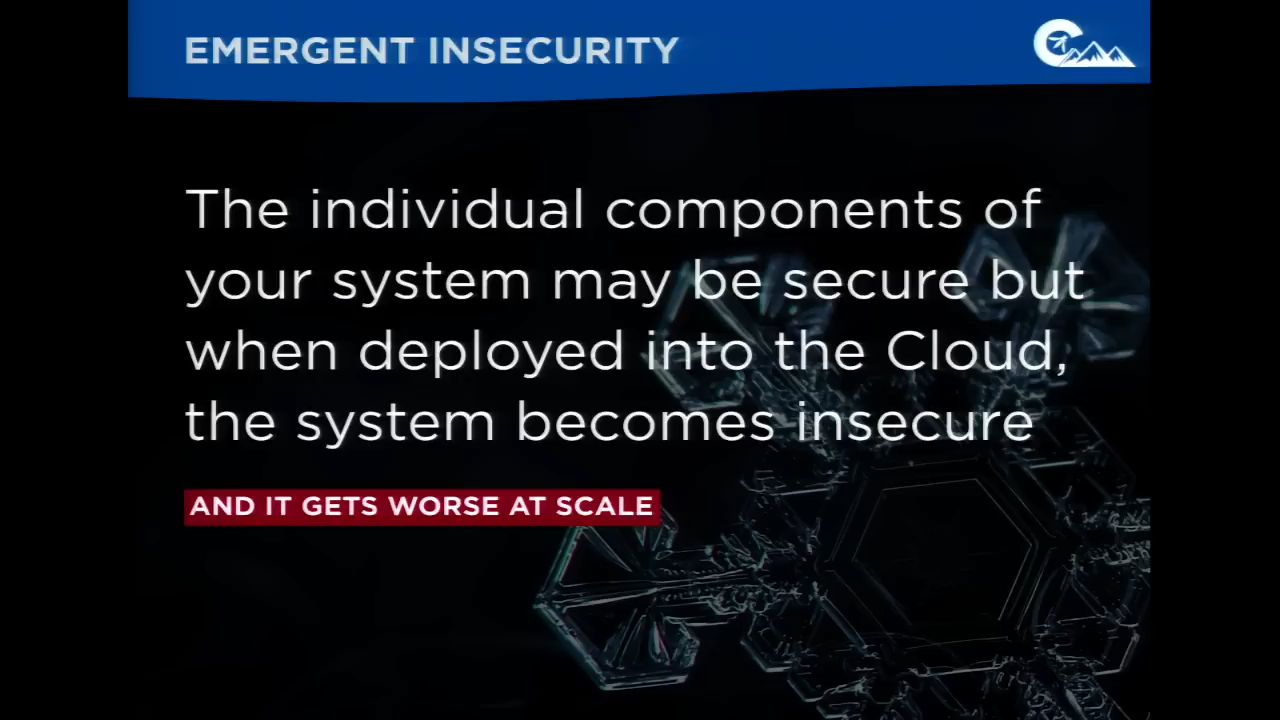 EMERGENT INSECURITY
The individual components of
your system may be secure but
when deployed into the Cloud,
the system becomes insecure
AND IT GETS WORSE AT SCALE